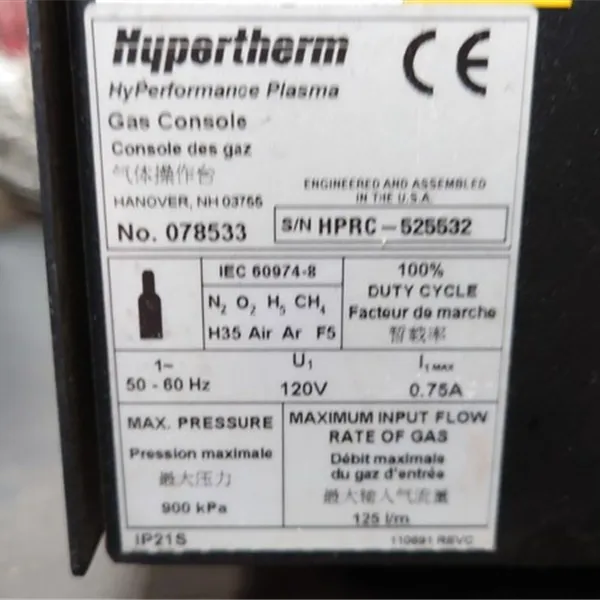 Hypertherm
CE
HyPerformance Plasma
Gas Console
Console des gaz
气体操作台
ENGINEERED AND ASSEMBLED
IN THE U.S.A.
HANOVER, NH 03755
No. 078533
S/N HPRC - 525532
IEC 60974-8
N₂ O₂ H₅ CH₄
H35 Air Ar F5
100%
DUTY CYCLE
Facteur de marche
暂载率
1~
50 - 60 Hz
U₁
120V
I₁ MAX
0.75A
MAX. PRESSURE
Pression maximale
最大压力
900 kPa
MAXIMUM INPUT FLOW
RATE OF GAS
Débit maximale
du gaz d'entrée
最大输入气流量
125 l/m
IP21S
110691 REVC